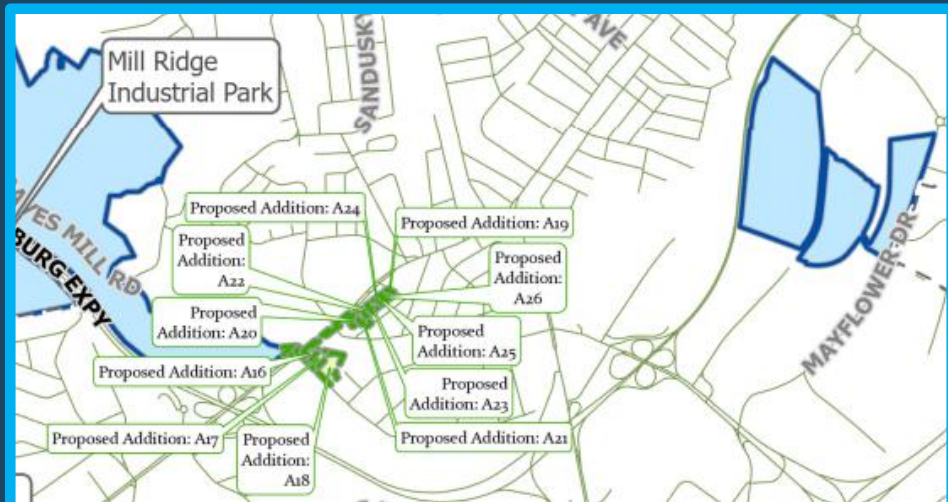 Mill Ridge
Industrial Park
SANDUSK
AVE
AVES MILL RD
BURG EXPY
Proposed Addition: A24
Proposed Addition: A19
Proposed
Addition:
A22
Proposed
Addition:
A26
Proposed
Addition: A20
Proposed
Addition: A25
Proposed Addition: A16
Proposed
Addition: A23
Proposed Addition: A17
Proposed
Addition:
A18
Proposed Addition: A21
MAYFLOWER DR